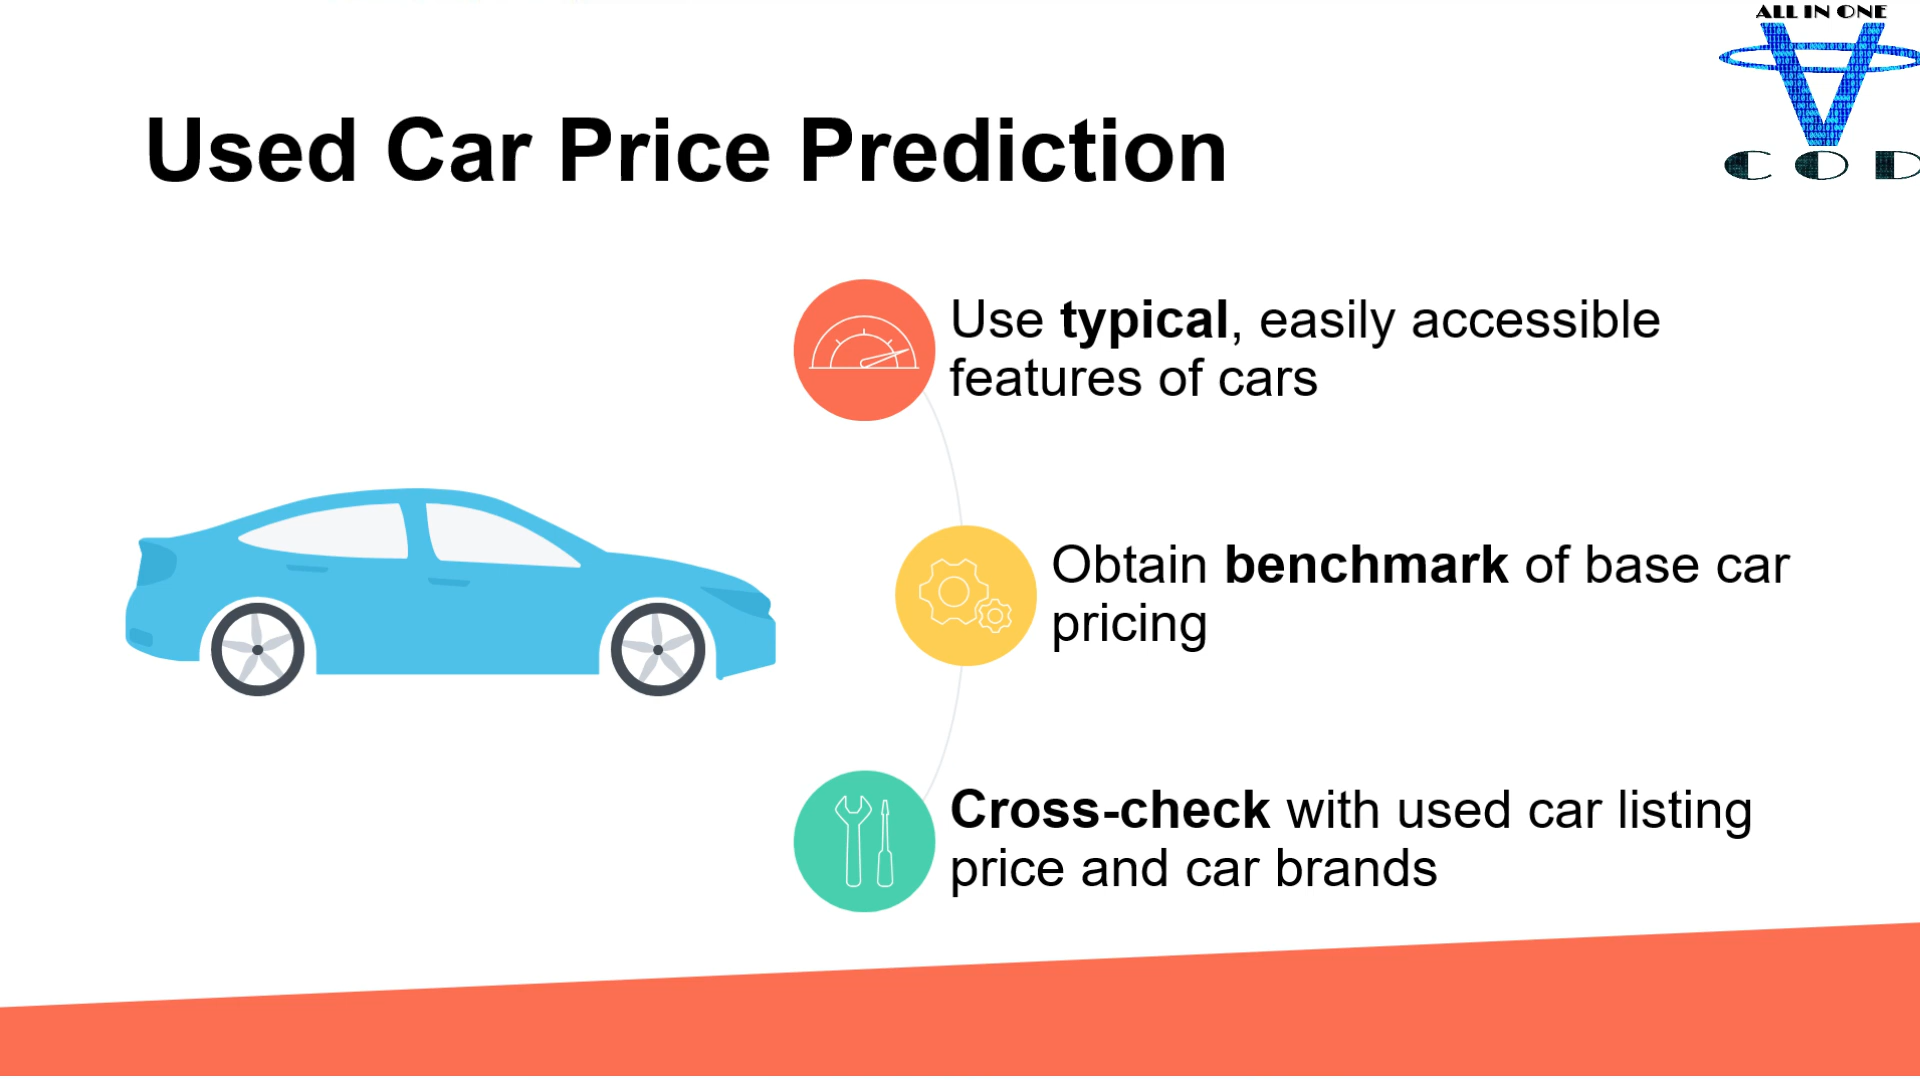 ALL IN ONE
COD
Used Car Price Prediction
Use typical, easily accessible
features of cars
Obtain benchmark of base car
pricing
Cross-check with used car listing
price and car brands